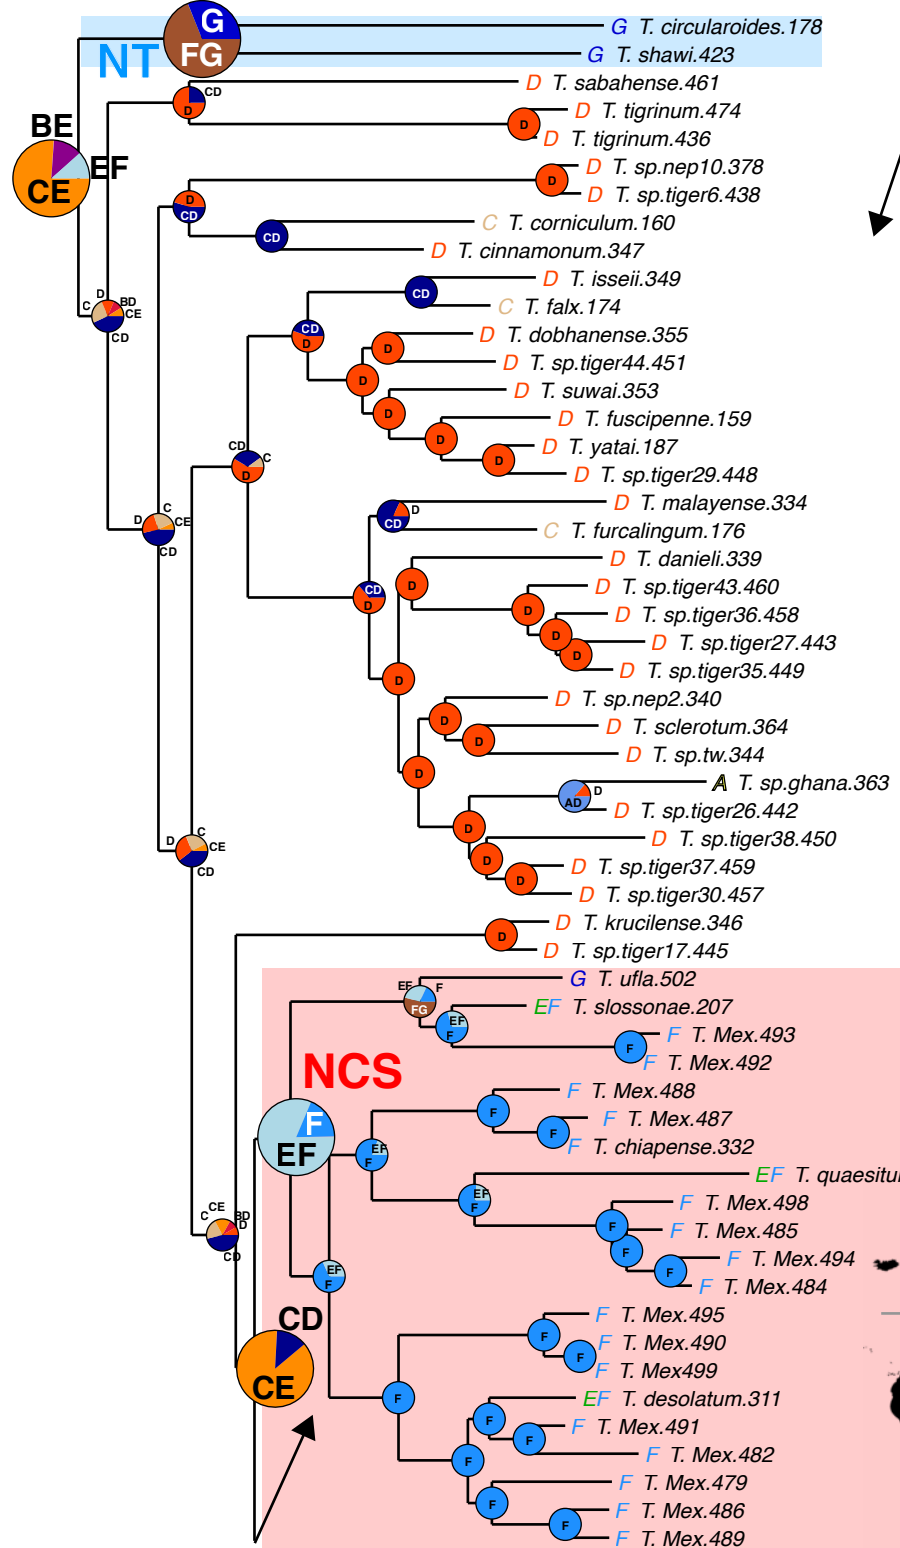 G
G T. circularoides.178
FG
NT
G T. shawi.423
D T. sabahense.461
CD
D
D T. tigrinum.474
D
BE
D T. tigrinum.436
EF
D T. sp.nep10.378
D
CE
D T. sp.tiger6.438
D
CD
C T. corniculum.160
CD
D T. cinnamonum.347
D T. isseii.349
CD
D
C
BD
CE
CD
C T. falx.174
CD
D
D T. dobhanense.355
D
D T. sp.tiger44.451
D
D T. suwai.353
D
D T. fuscipenne.159
D
D T. yatai.187
CD
C
D
D
D T. sp.tiger29.448
D T. malayense.334
D
CD
C
D
CE
CD
C T. furcalingum.176
D T. danieli.339
CD
D
D
D T. sp.tiger43.460
D
D T. sp.tiger36.458
D
D T. sp.tiger27.443
D
D T. sp.tiger35.449
D
D T. sp.nep2.340
D
D T. sclerotum.364
D
D T. sp.tw.344
D
A T. sp.ghana.363
D
AD
D T. sp.tiger26.442
D
D T. sp.tiger38.450
C
D
CE
CD
D
D T. sp.tiger37.459
D
D T. sp.tiger30.457
D T. krucilense.346
D
D T. sp.tiger17.445
G T. ufla.502
EF
F
FG
EF T. slossonae.207
EF
F
F T. Mex.493
F
F T. Mex.492
NCS
F T. Mex.488
F
F T. Mex.487
F
EF
F
F T. chiapense.332
EF
F
EF T. quaesitu
EF
F
F T. Mex.498
F
F T. Mex.485
CE
C
BD
D
CD
F
F T. Mex.494
F
F T. Mex.484
EF
F
F T. Mex.495
CD
F
F T. Mex.490
F
F T. Mex499
CE
F
EF T. desolatum.311
F
F T. Mex.491
F
F T. Mex.482
F
F T. Mex.479
F
F T. Mex.486
F
F T. Mex.489